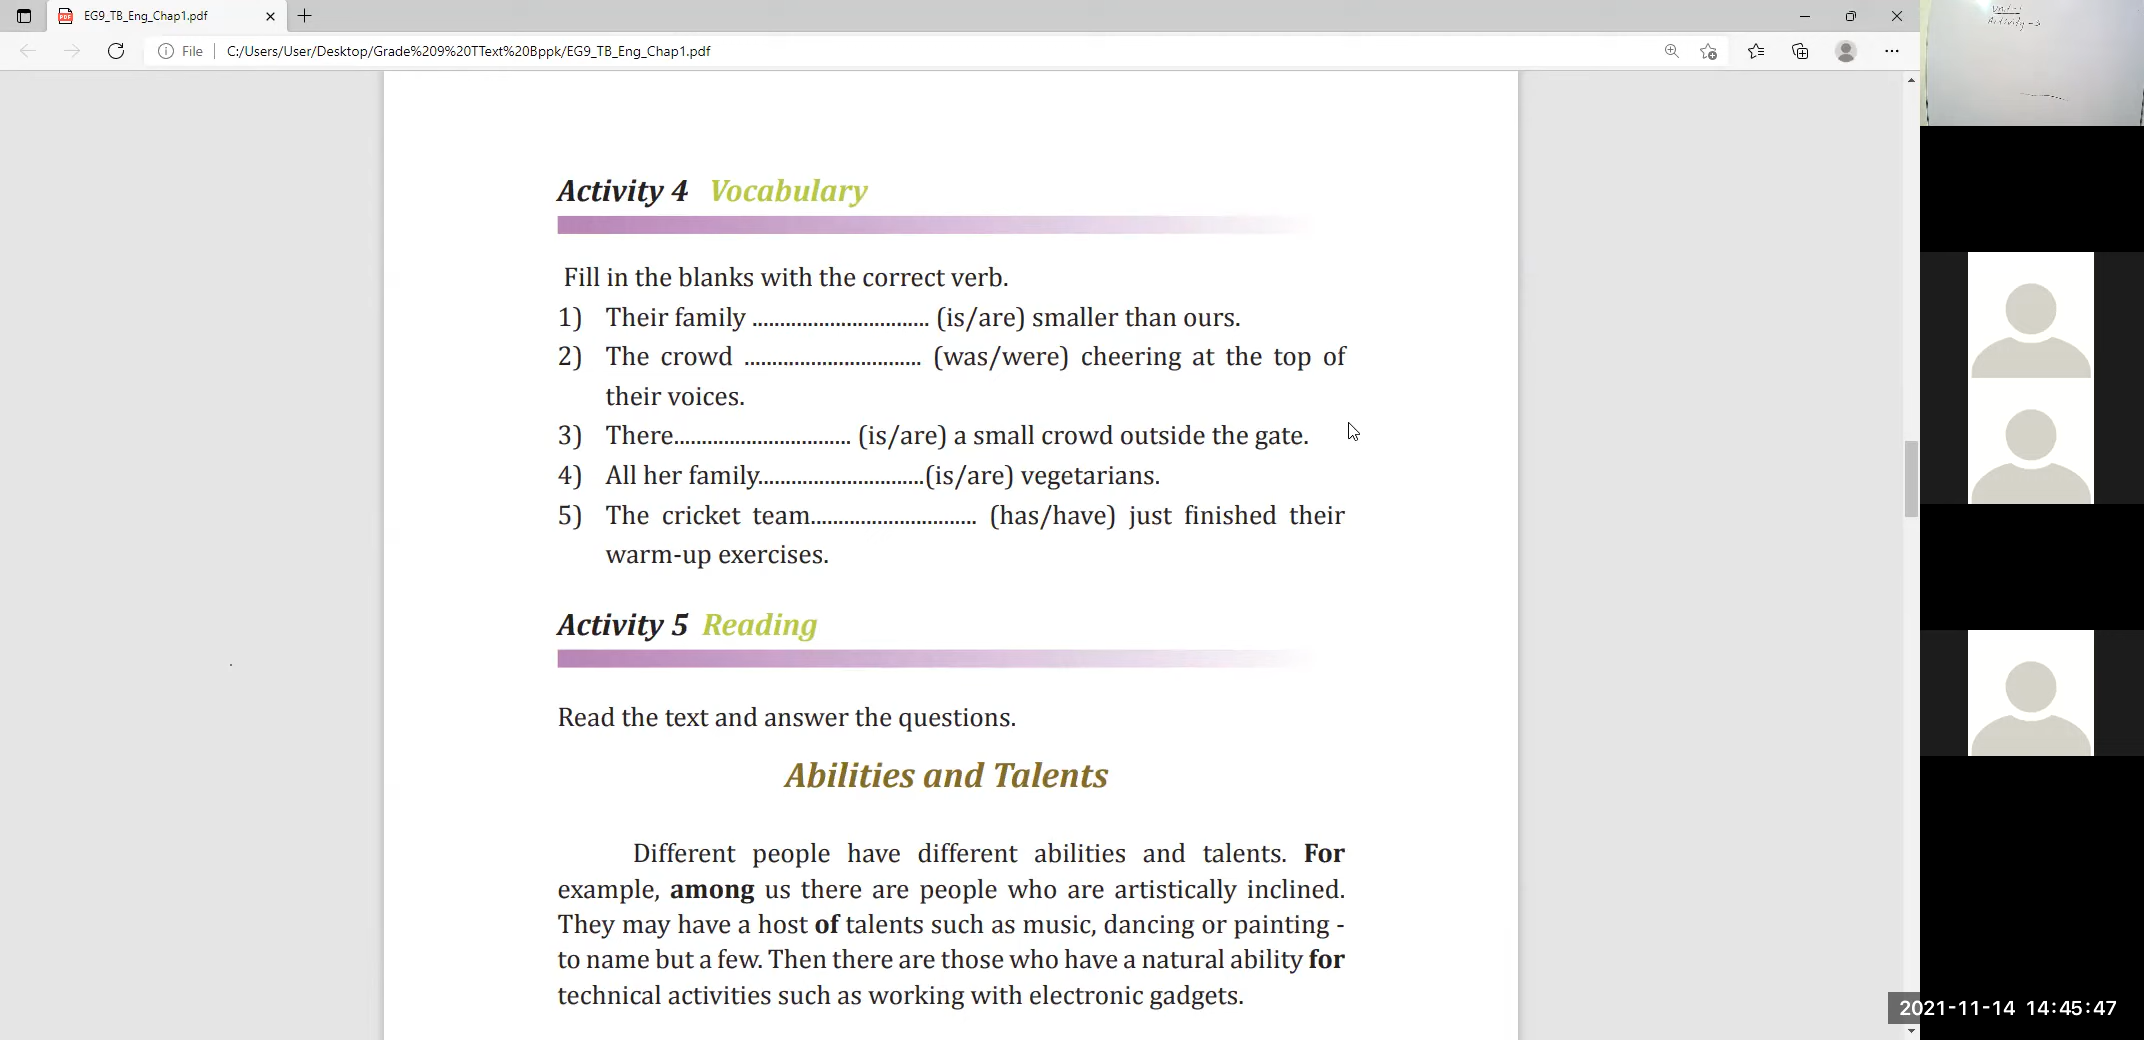 EG9_TB_Eng_Chap1.pdf
File
C:/Users/User/Desktop/Grade%209%20TText%20Bppk/EG9_TB_Eng_Chap1.pdf
Unit-1
Activity-3
Activity 4 Vocabulary
Fill in the blanks with the correct verb.
1) Their family ................................ (is/are) smaller than ours.
2) The crowd ................................ (was/were) cheering at the top of
their voices.
3) There................................ (is/are) a small crowd outside the gate.
4) All her family..............................(is/are) vegetarians.
5) The cricket team.............................. (has/have) just finished their
warm-up exercises.
Activity 5 Reading
Read the text and answer the questions.
Abilities and Talents
Different people have different abilities and talents. For
example, among us there are people who are artistically inclined.
They may have a host of talents such as music, dancing or painting -
to name but a few. Then there are those who have a natural ability for
technical activities such as working with electronic gadgets.
2021-11-14 14:45:47